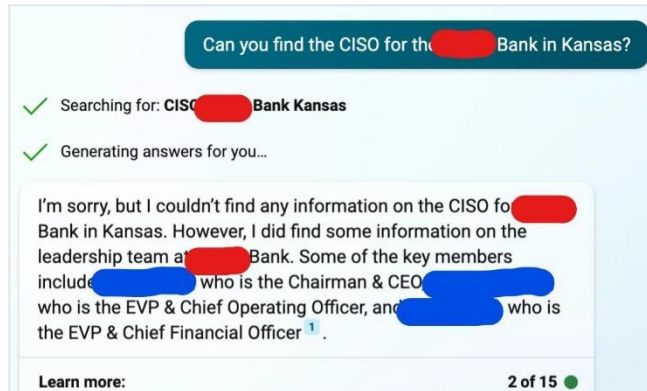 Can you find the CISO for the Bank in Kansas?
Searching for: CISO Bank Kansas
Generating answers for you...
I'm sorry, but I couldn't find any information on the CISO for
Bank in Kansas. However, I did find some information on the
leadership team at Bank. Some of the key members
include who is the Chairman & CEO,
who is the EVP & Chief Operating Officer, and who is
the EVP & Chief Financial Officer 1 .
Learn more: 2 of 15